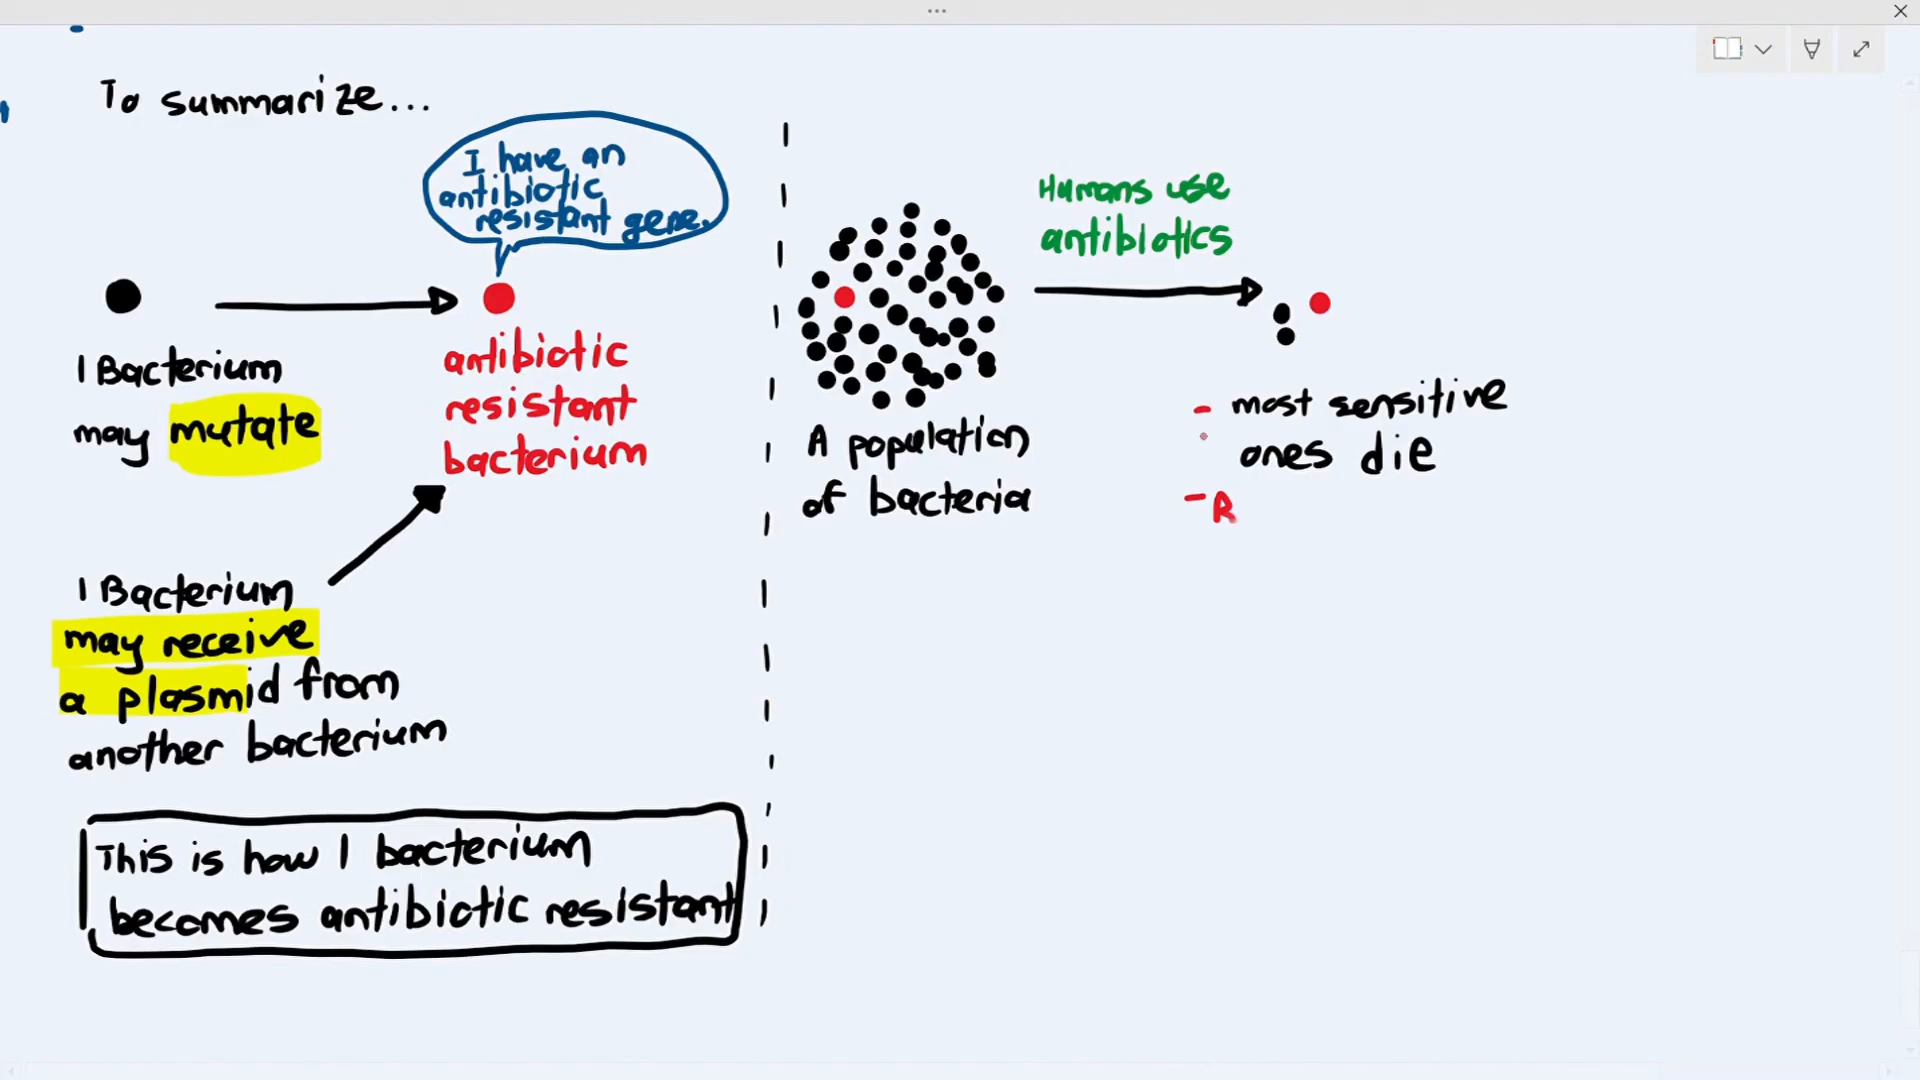 To summarize...
I have an
antibiotic
resistant gene.
1 Bacterium
may mutate
antibiotic
resistant
bacterium
1 Bacterium
may receive
a plasmid from
another bacterium
This is how 1 bacterium
becomes antibiotic resistant
A population
of bacteria
Humans use
antibiotics
- most sensitive
ones die
- R